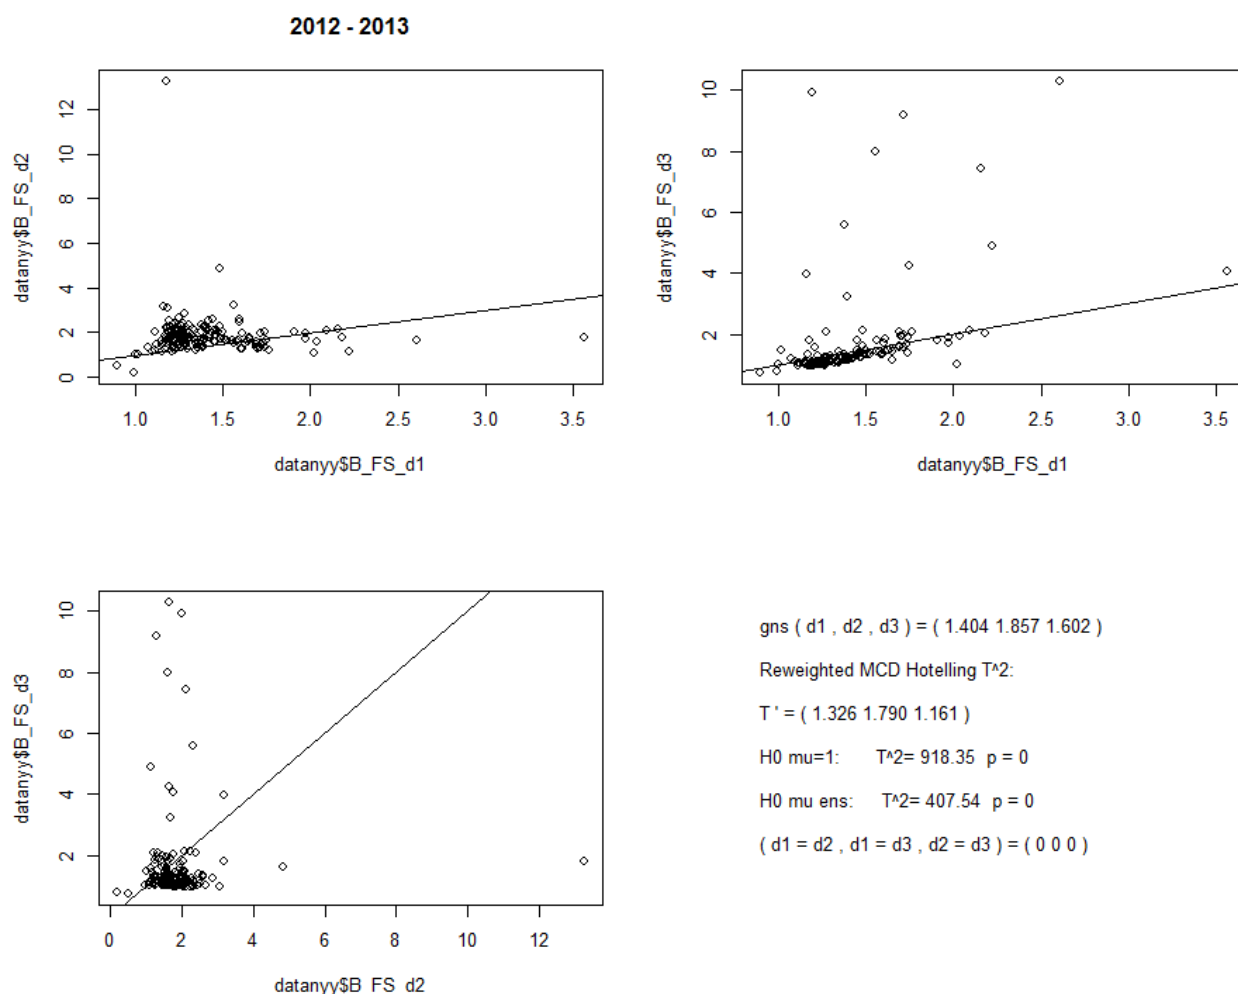 2012 - 2013
datanyy$B_FS_d2
12
10
8
6
4
2
0
1.0 1.5 2.0 2.5 3.0 3.5
datanyy$B_FS_d1
datanyy$B_FS_d3
10
8
6
4
2
1.0 1.5 2.0 2.5 3.0 3.5
datanyy$B_FS_d1
datanyy$B_FS_d3
10
8
6
4
2
0 2 4 6 8 10 12
datanyy$B_FS_d2
gns ( d1 , d2 , d3 ) = ( 1.404 1.857 1.602 )
Reweighted MCD Hotelling T^2:
T ' = ( 1.326 1.790 1.161 )
H0 mu=1: T^2= 918.35 p = 0
H0 mu ens: T^2= 407.54 p = 0
( d1 = d2 , d1 = d3 , d2 = d3 ) = ( 0 0 0 )